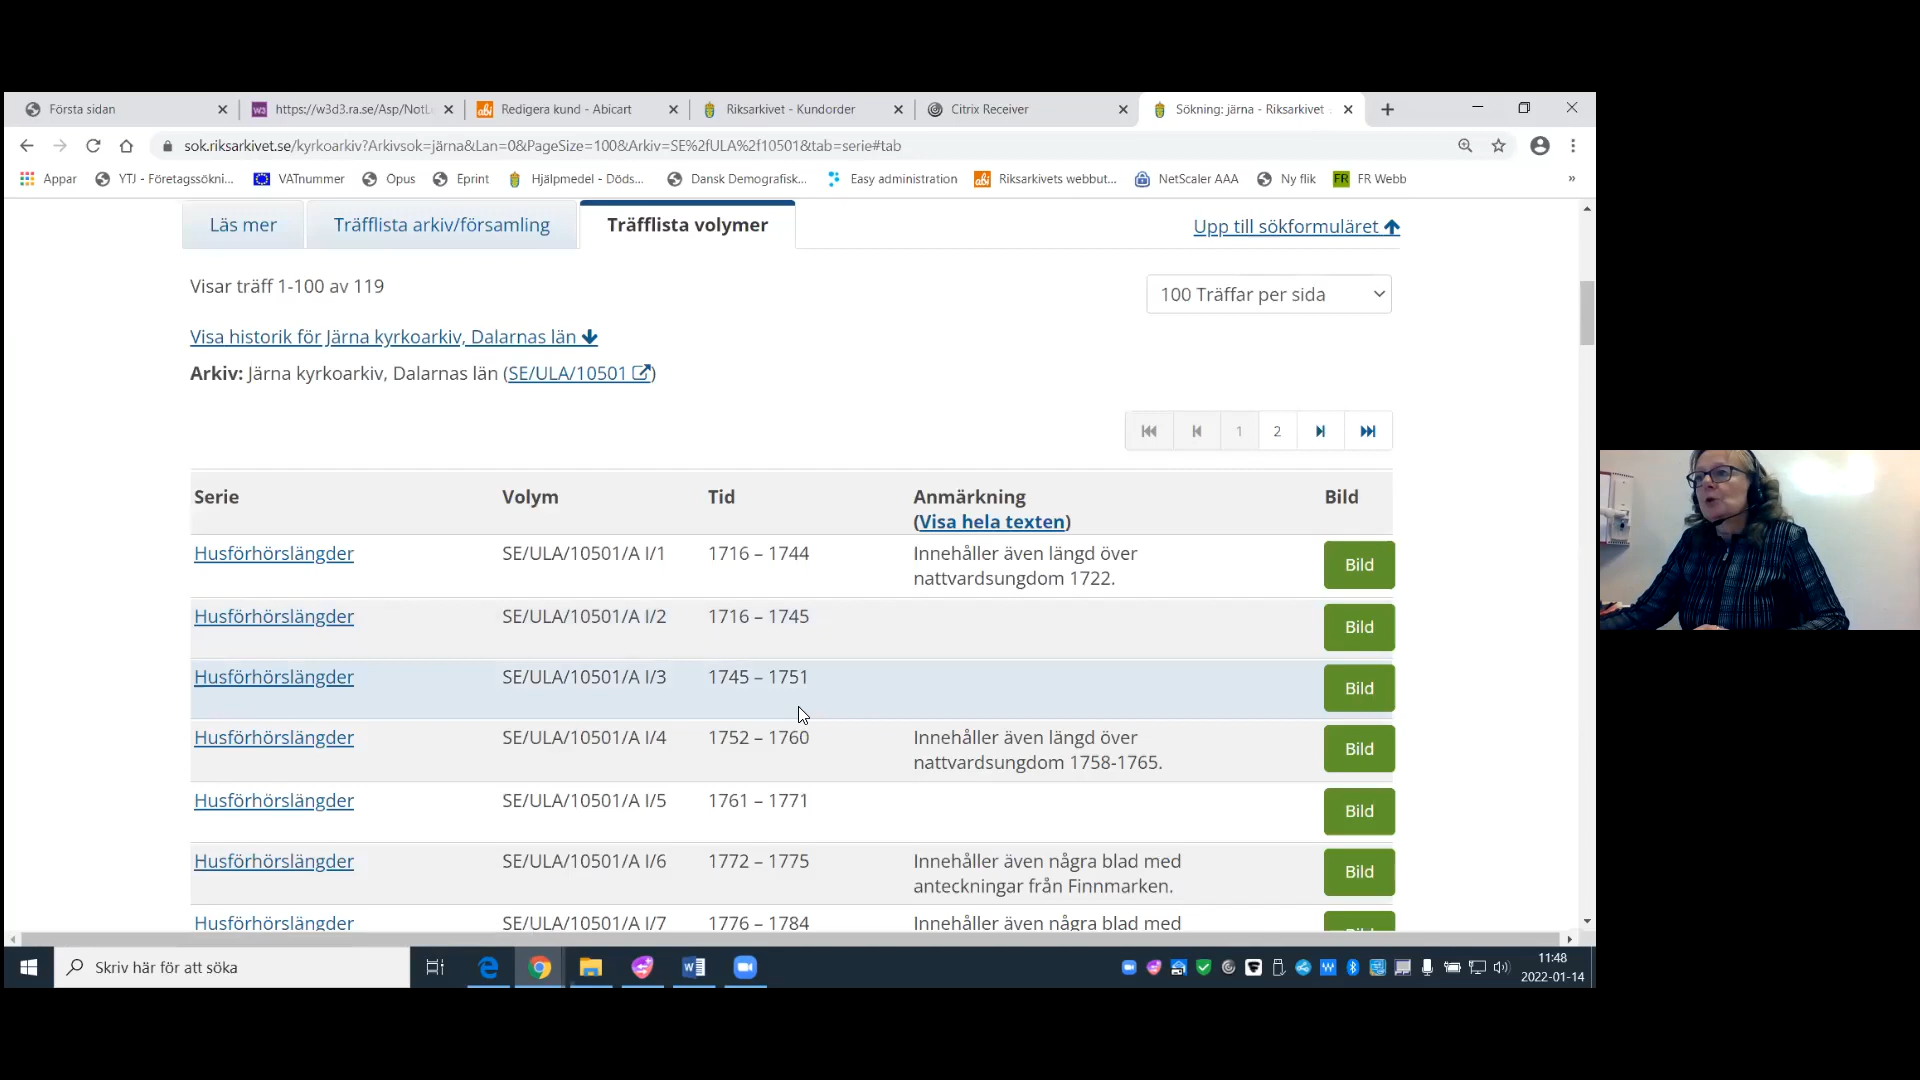 Första sidan
https://w3d3.ra.se/Asp/NotL
Redigera kund - Abicart
Riksarkivet - Kundorder
Citrix Receiver
Sökning: järna - Riksarkivet
sok.riksarkivet.se/kyrkoarkiv?Arkivsok=järna&Lan=0&PageSize=100&Arkiv=SE%2fULA%2f10501&tab=serie#tab
Appar YTJ - Företagssökni... VATnummer Opus Eprint Hjälpmedel - Döds... Dansk Demografisk... Easy administration Riksarkivets webbut... NetScaler AAA Ny flik FR Webb »
Läs mer Träfflista arkiv/församling Träfflista volymer Upp till sökformuläret
Visar träff 1-100 av 119 100 Träffar per sida
Visa historik för Järna kyrkoarkiv, Dalarnas län
Arkiv: Järna kyrkoarkiv, Dalarnas län (SE/ULA/10501)
1 2
Serie Volym Tid Anmärkning Bild
(Visa hela texten)
Husförhörslängder SE/ULA/10501/A I/1 1716 – 1744 Innehåller även längd över Bild
nattvardsungdom 1722.
Husförhörslängder SE/ULA/10501/A I/2 1716 – 1745 Bild
Husförhörslängder SE/ULA/10501/A I/3 1745 – 1751 Bild
Husförhörslängder SE/ULA/10501/A I/4 1752 – 1760 Innehåller även längd över Bild
nattvardsungdom 1758-1765.
Husförhörslängder SE/ULA/10501/A I/5 1761 – 1771 Bild
Husförhörslängder SE/ULA/10501/A I/6 1772 – 1775 Innehåller även några blad med Bild
anteckningar från Finnmarken.
Husförhörslängder SE/ULA/10501/A I/7 1776 – 1784 Innehåller även några blad med Bild
Skriv här för att söka
11:48
2022-01-14